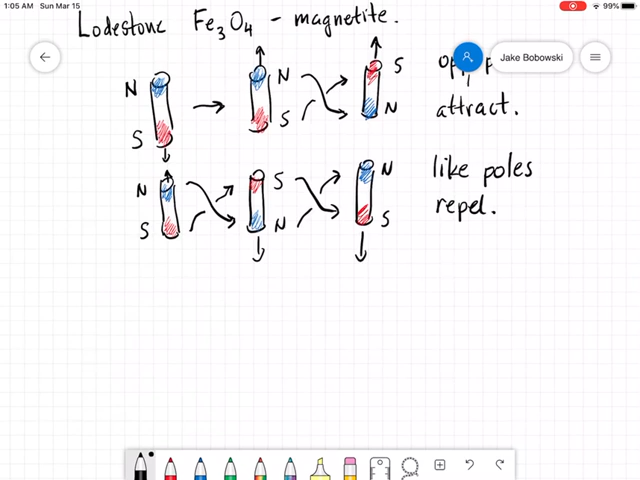 1:05 AM Sun Mar 15 99%
Lodestone Fe3O4 - magnetite.
Jake Bobowski
N → N S S N
S attract.
N S S N N S like poles
repel.